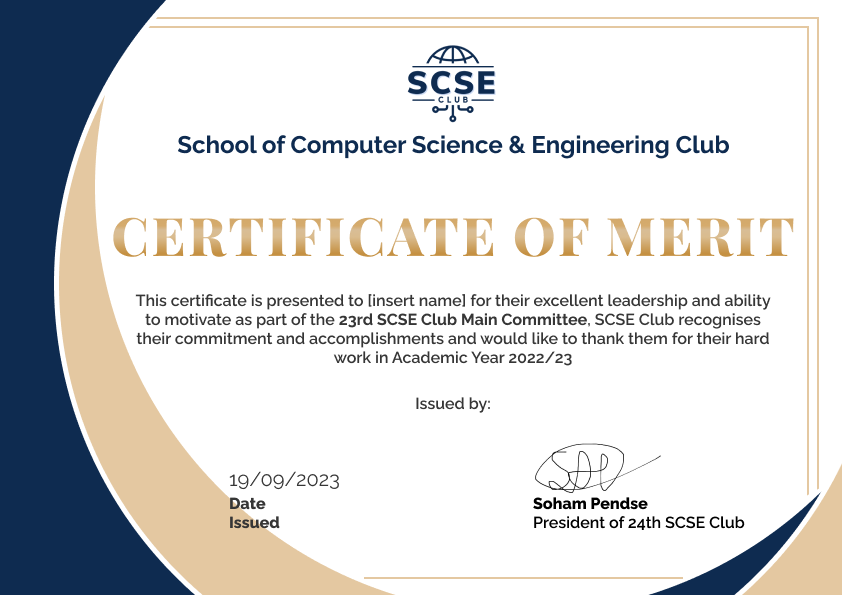 SCSE
CLUB
School of Computer Science & Engineering Club
CERTIFICATE OF MERIT
This certificate is presented to [insert name] for their excellent leadership and ability
to motivate as part of the 23rd SCSE Club Main Committee, SCSE Club recognises
their commitment and accomplishments and would like to thank them for their hard
work in Academic Year 2022/23
Issued by:
19/09/2023
Date
Issued
Soham Pendse
President of 24th SCSE Club